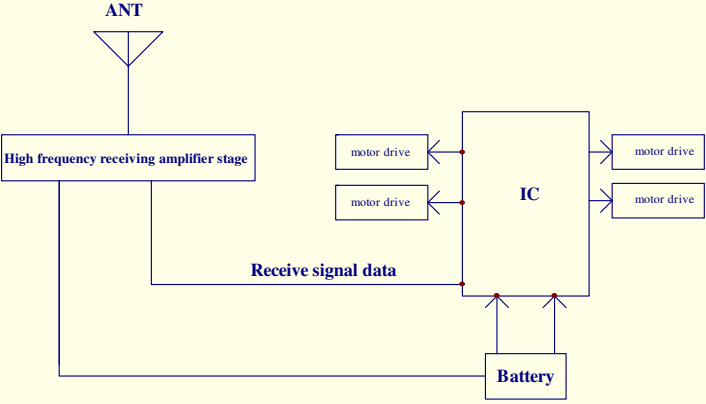 ANT
High frequency receiving amplifier stage
motor drive
motor drive
IC
motor drive
motor drive
Receive signal data
Battery